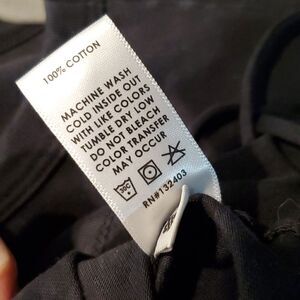 100% COTTON
MACHINE WASH
COLD INSIDE OUT
WITH LIKE COLORS
TUMBLE DRY LOW
DO NOT BLEACH
COLOR TRANSFER
MAY OCCUR
30C
RN#132403